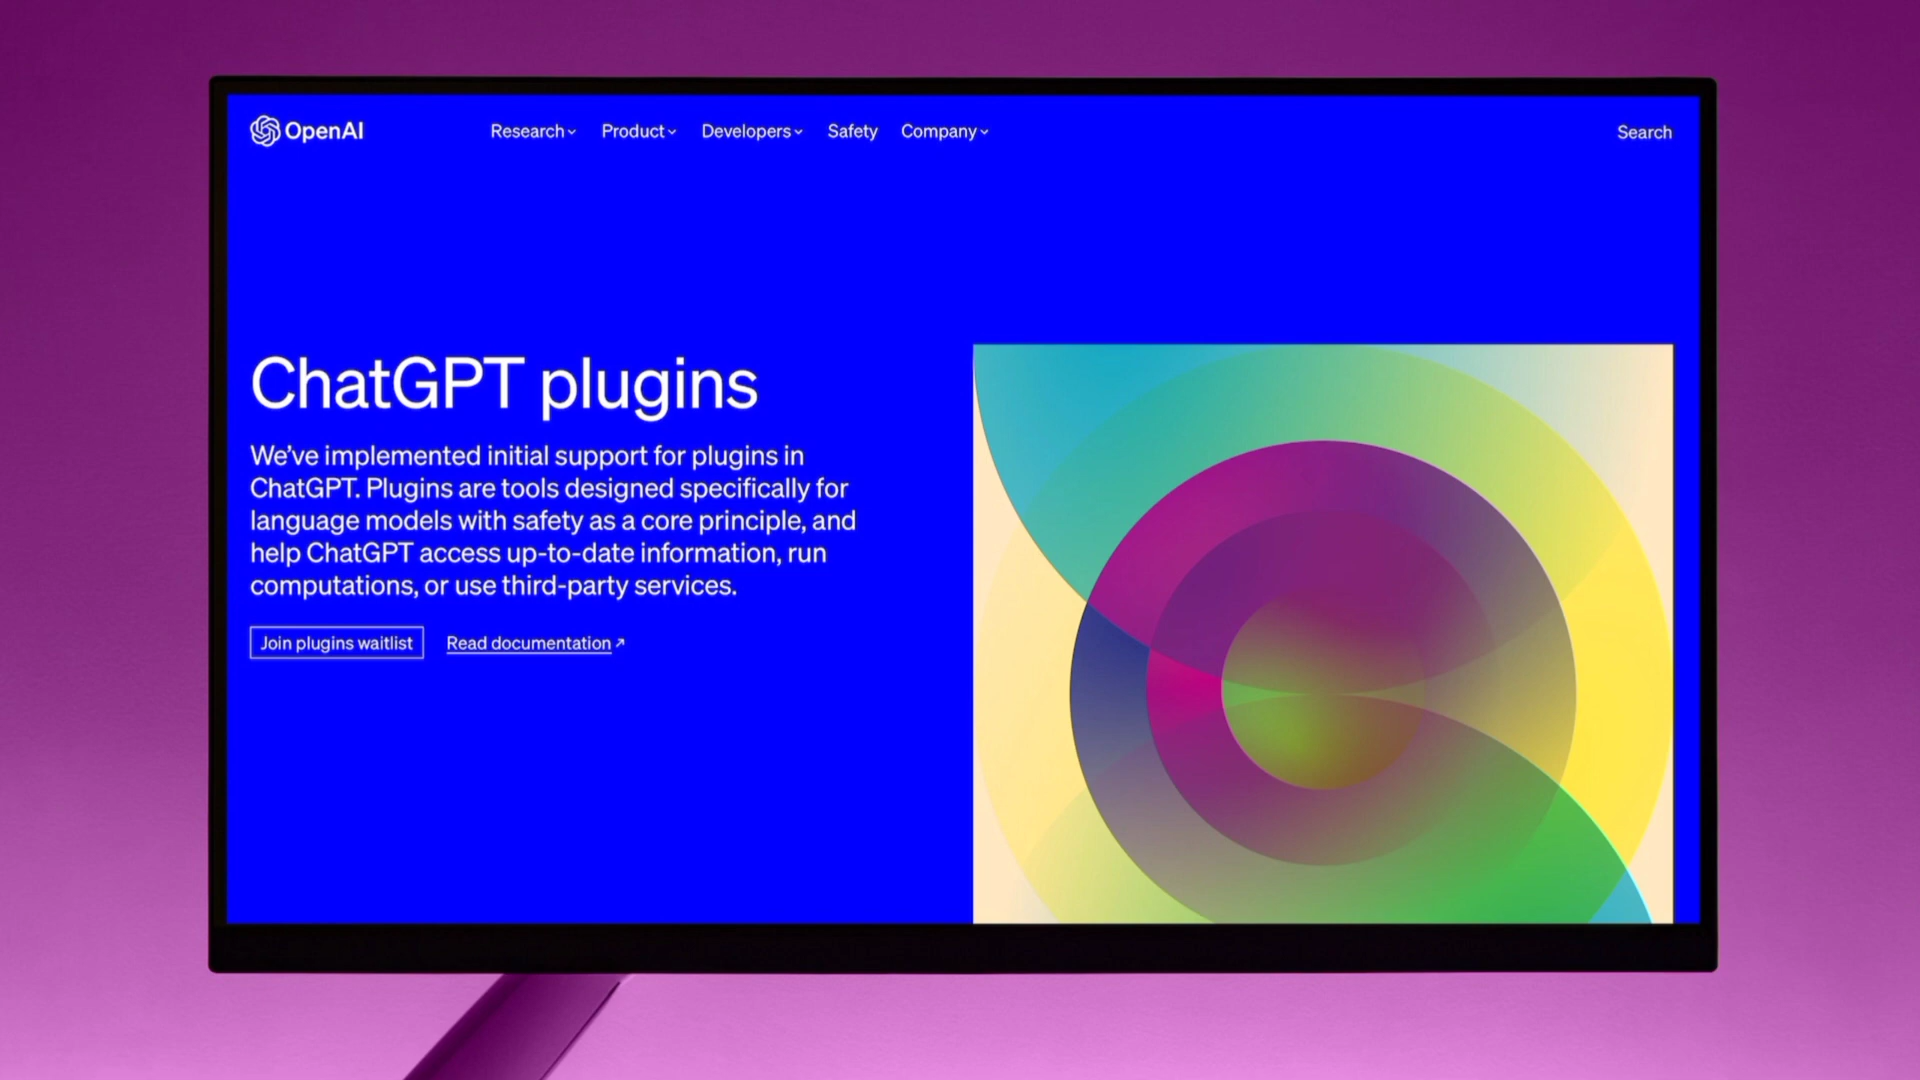 OpenAI
Research Product Developers Safety Company Search
ChatGPT plugins
We’ve implemented initial support for plugins in
ChatGPT. Plugins are tools designed specifically for
language models with safety as a core principle, and
help ChatGPT access up-to-date information, run
computations, or use third-party services.
Join plugins waitlist Read documentation ↗